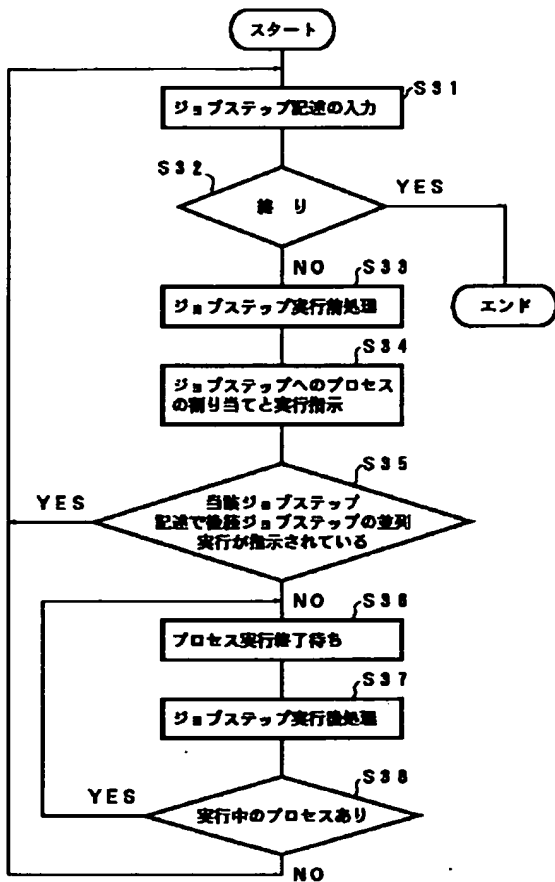 スタート
S31
ジョブステップ記述の入力
S32
終り
YES
NO
S33
ジョブステップ実行前処理
エンド
S34
ジョブステップへのプロセス
の割り当てと実行指示
S35
YES
当該ジョブステップ
記述で後続ジョブステップの並列
実行が指示されている
NO
S36
プロセス実行終了待ち
S37
ジョブステップ実行後処理
S38
YES
実行中のプロセスあり
NO